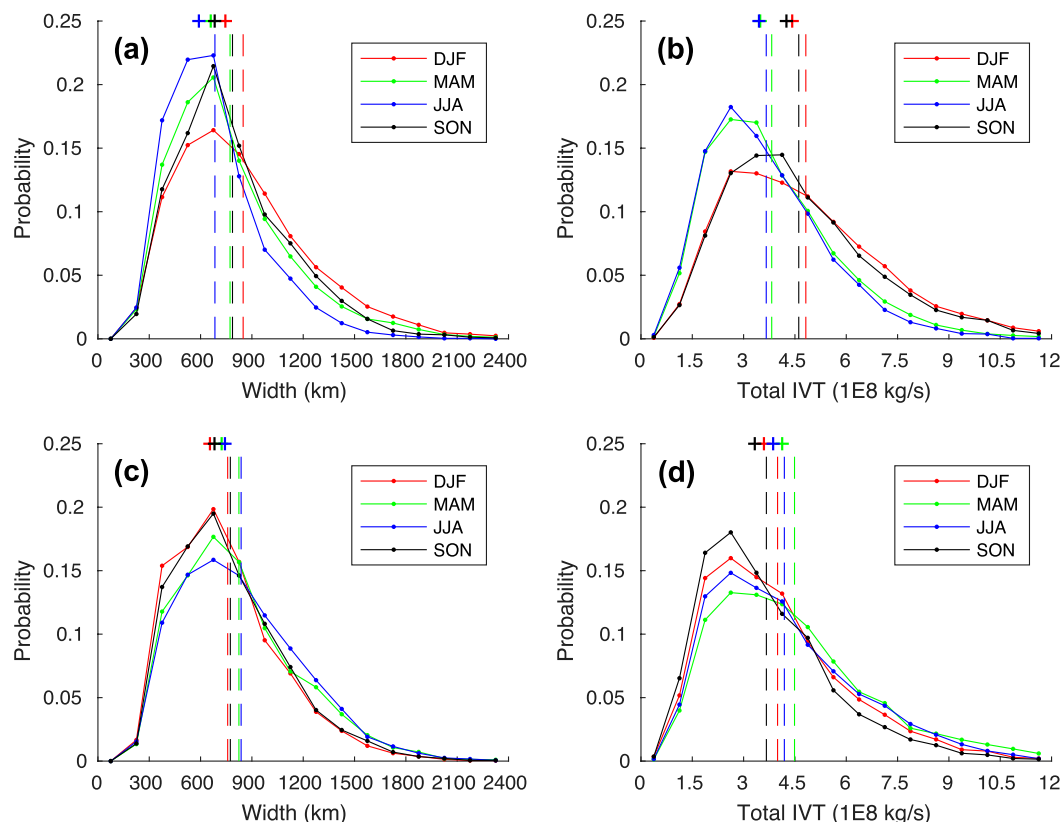 (a)
0.25
0.2
0.15
0.1
0.05
0
Probability
DJF
MAM
JJA
SON
0 300 600 900 1200 1500 1800 2100 2400
Width (km)
(b)
0.25
0.2
0.15
0.1
0.05
0
Probability
DJF
MAM
JJA
SON
0 1.5 3 4.5 6 7.5 9 10.5 12
Total IVT (1E8 kg/s)
(c)
0.25
0.2
0.15
0.1
0.05
0
Probability
DJF
MAM
JJA
SON
0 300 600 900 1200 1500 1800 2100 2400
Width (km)
(d)
0.25
0.2
0.15
0.1
0.05
0
Probability
DJF
MAM
JJA
SON
0 1.5 3 4.5 6 7.5 9 10.5 12
Total IVT (1E8 kg/s)